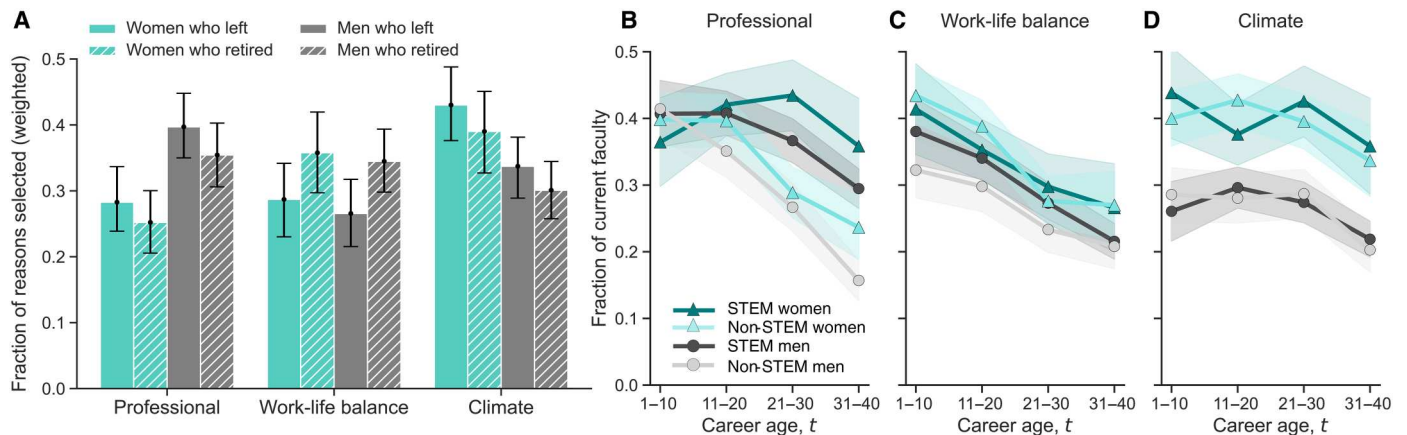 A
Women who left
Men who left
Women who retired
Men who retired
Fraction of reasons selected (weighted)
0.5
0.4
0.3
0.2
0.1
0.0
Professional
Work-life balance
Climate
B
Professional
Fraction of current faculty
0.5
0.4
0.3
0.2
0.1
0.0
STEM women
Non-STEM women
STEM men
Non-STEM men
1–10
11–20
21–30
31–40
Career age, t
C
Work-life balance
1–10
11–20
21–30
31–40
Career age, t
D
Climate
1–10
11–20
21–30
31–40
Career age, t